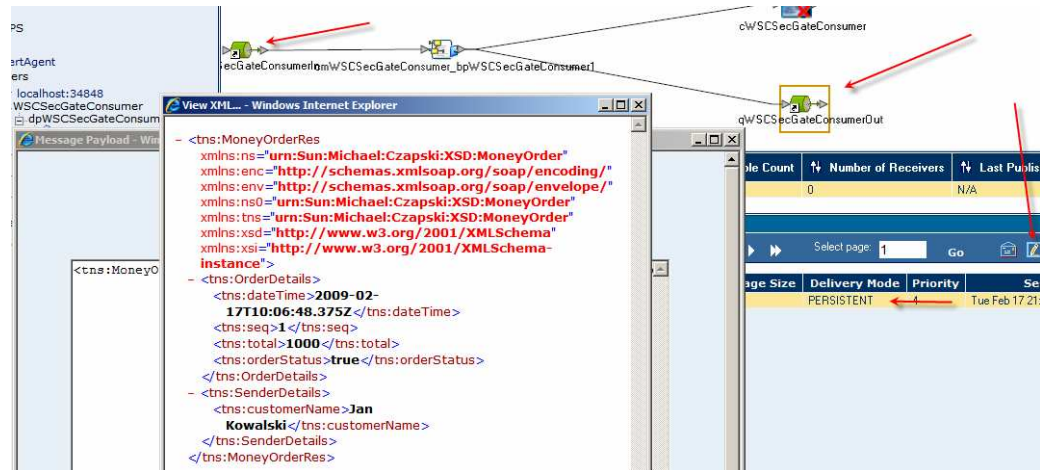 PS
cWSCSecGateConsumer
ertAgent
ers
ecGateConsumerIn
omWSCSecGateConsumer_bpWSCSecGateConsumer1
localhost:34848
WSCSecGateConsumer
dpWSCSecGateConsum
qWSCSecGateConsumerOut
View XML... - Windows Internet Explorer
Message Payload - Win
- <tns:MoneyOrderRes
xmlns:ns="urn:Sun:Michael:Czapski:XSD:MoneyOrder"
xmlns:enc="http://schemas.xmlsoap.org/soap/encoding/"
xmlns:env="http://schemas.xmlsoap.org/soap/envelope/"
xmlns:ns0="urn:Sun:Michael:Czapski:XSD:MoneyOrder"
xmlns:tns="urn:Sun:Michael:Czapski:XSD:MoneyOrder"
xmlns:xsd="http://www.w3.org/2001/XMLSchema"
xmlns:xsi="http://www.w3.org/2001/XMLSchema-
instance">
- <tns:OrderDetails>
<tns:dateTime>2009-02-
17T10:06:48.375Z</tns:dateTime>
<tns:seq>1</tns:seq>
<tns:total>1000</tns:total>
<tns:orderStatus>true</tns:orderStatus>
</tns:OrderDetails>
- <tns:SenderDetails>
<tns:customerName>Jan
Kowalski</tns:customerName>
</tns:SenderDetails>
</tns:MoneyOrderRes>
<tns:MoneyO
ble Count Number of Receivers Last Publis
0 N/A
Select page: 1 Go
age Size Delivery Mode Priority Se
PERSISTENT 4 Tue Feb 17 21: